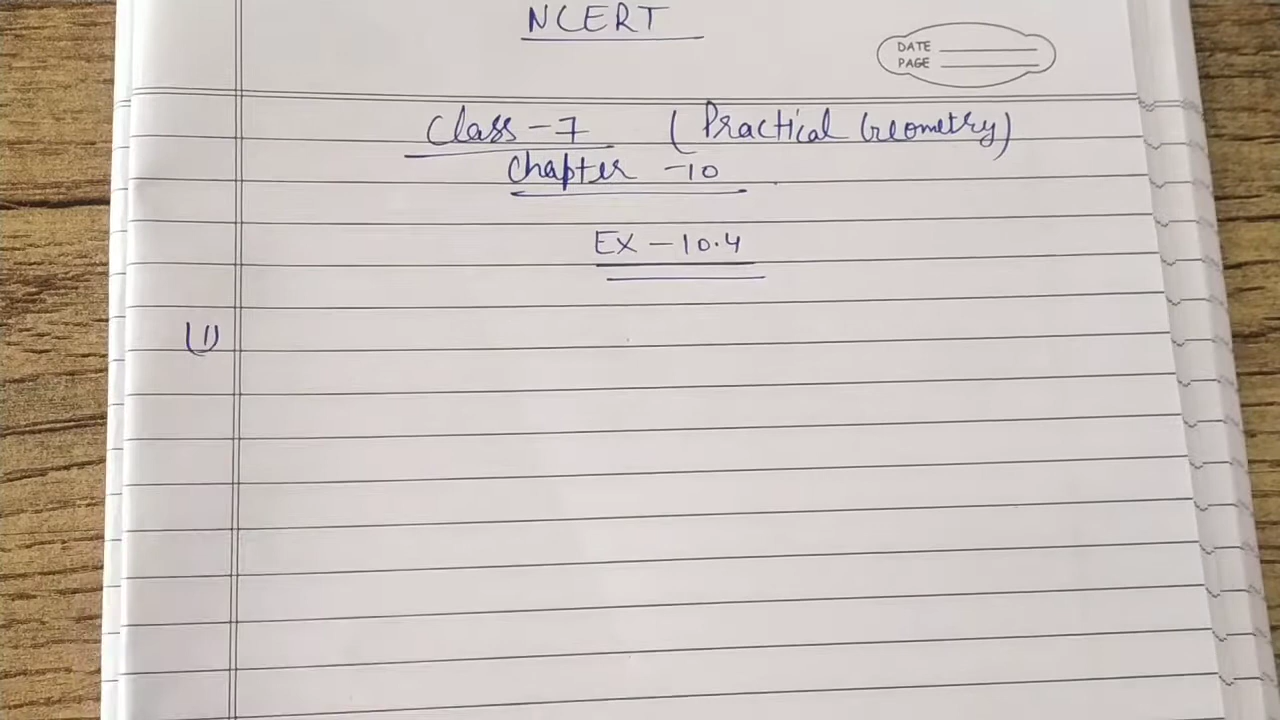 NCERT
DATE
PAGE
Class - 7 (Practical Geometry)
Chapter - 10
Ex - 10.4
(1)